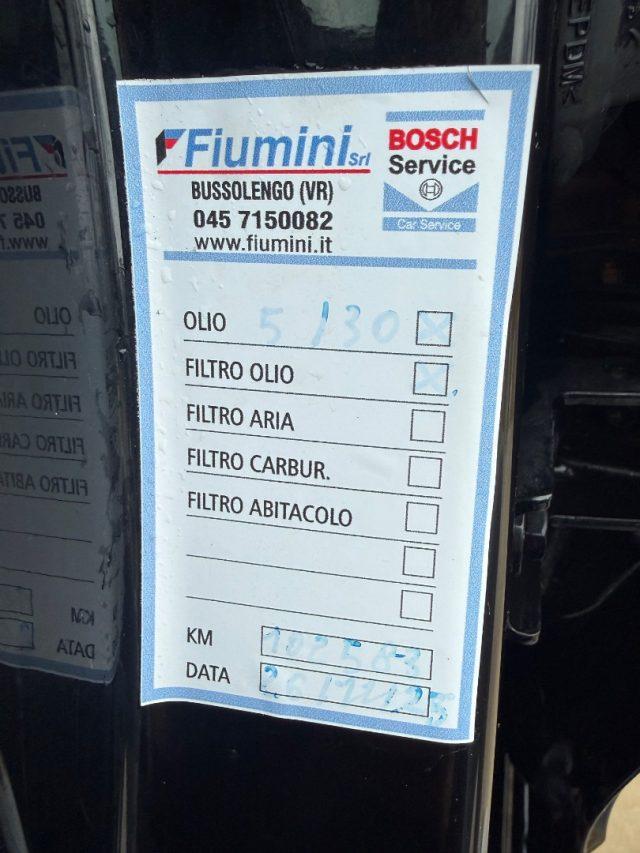 EPDM
Fiumini Srl
BUSSOLENGO (VR)
045 7150082
www.fiumini.it
BOSCH
Service
Car Service
OLIO 5/30 X
FILTRO OLIO X
FILTRO ARIA
FILTRO CARBUR.
FILTRO ABITACOLO
KM
DATA